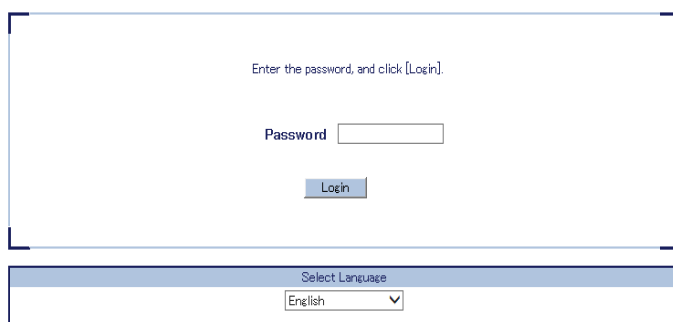 Enter the password, and click [Login].
Password
Login
Select Language
English